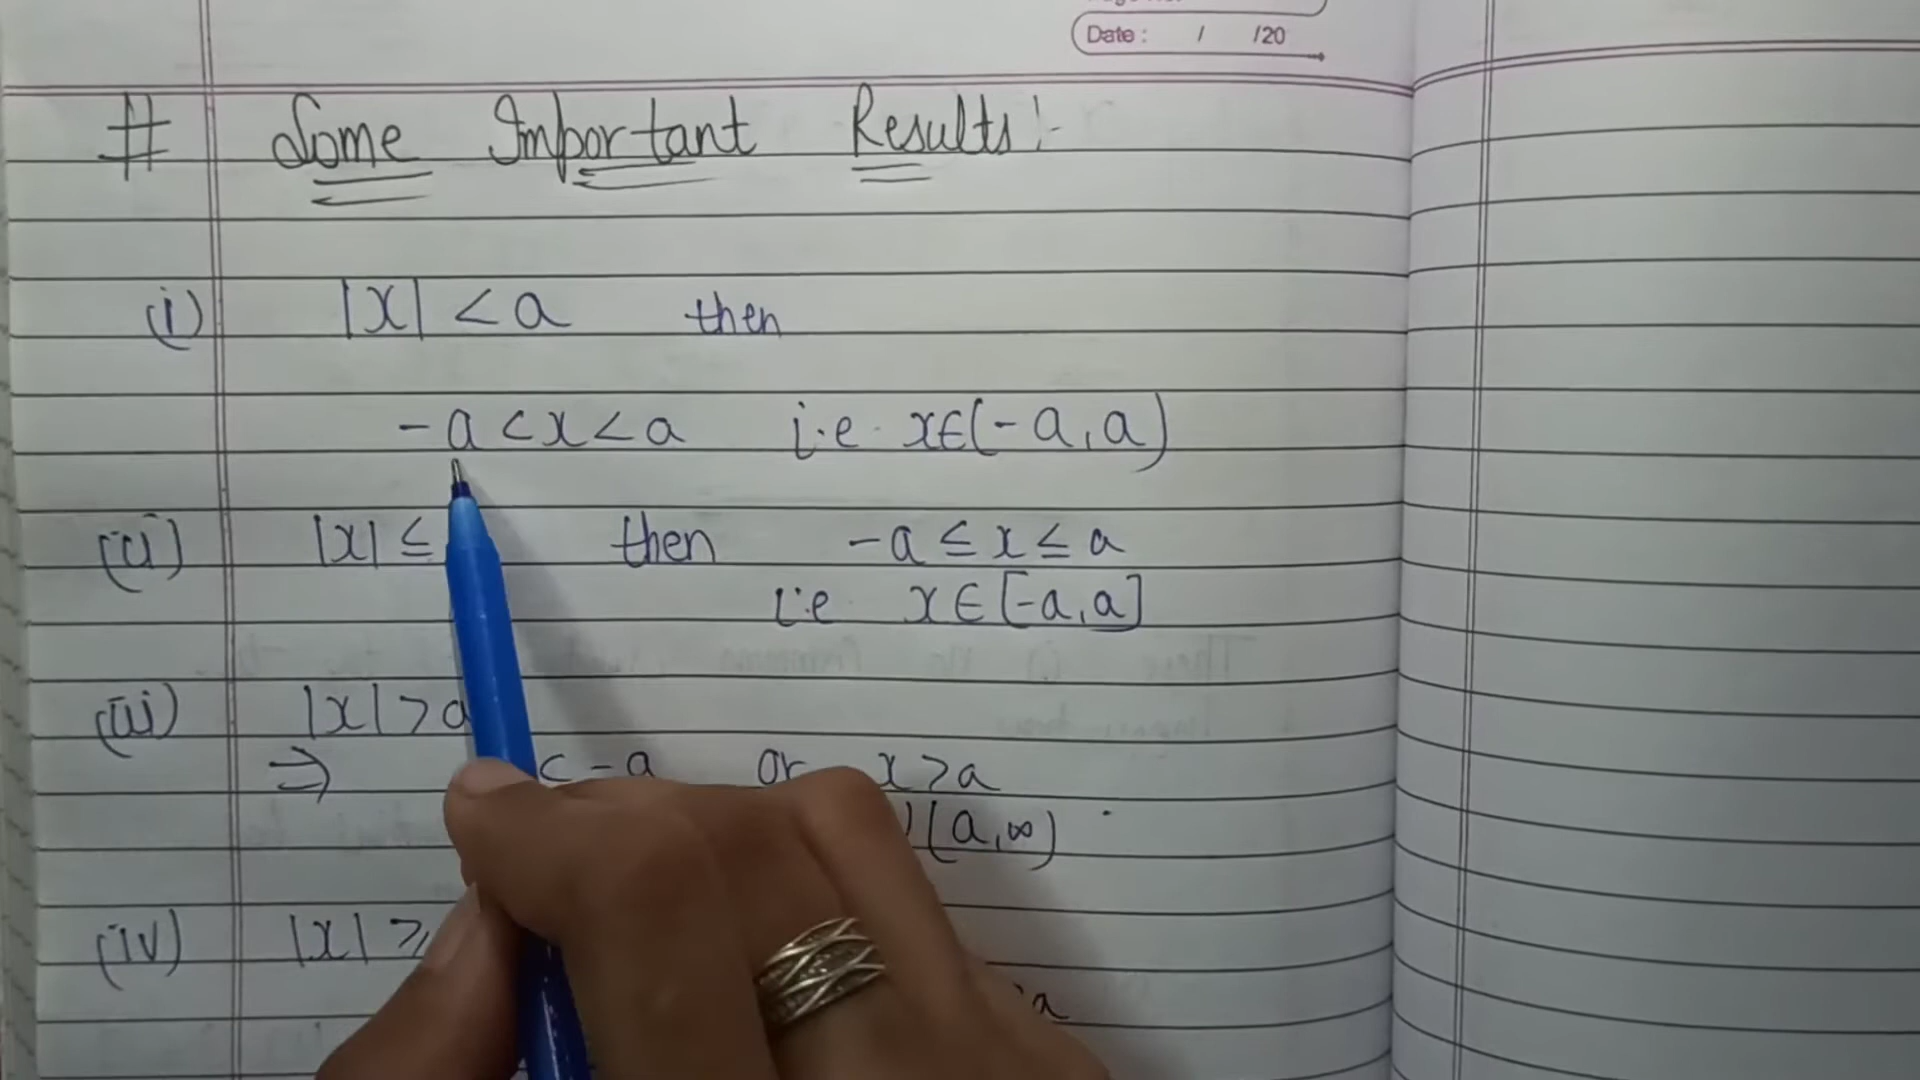 Date : / /20
# Some Important Results :-
(i) |x| < a then
-a < x < a i.e x∈(-a, a)
(ii) |x| ≤ then -a ≤ x ≤ a
i.e x ∈ [-a, a]
(iii) |x| > a
⇒ < -a or x > a
(a, ∞)
(iv) |x| ≥
a